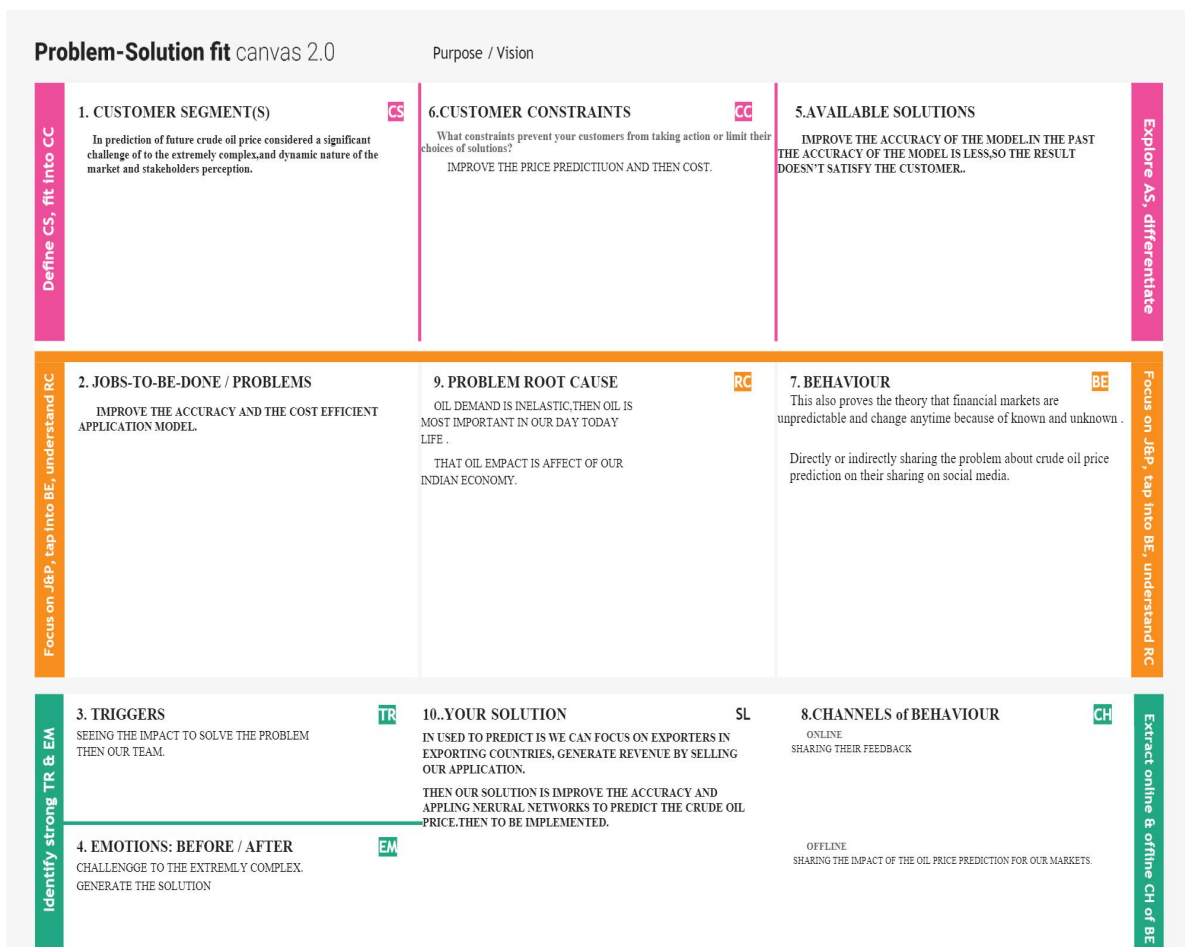 Problem-Solution fit canvas 2.0
Purpose / Vision
Define CS, fit into CC
1. CUSTOMER SEGMENT(S)
CS
In prediction of future crude oil price considered a significant
challenge of to the extremely complex,and dynamic nature of the
market and stakeholders perception.
6.CUSTOMER CONSTRAINTS
CC
What constraints prevent your customers from taking action or limit their
choices of solutions?
IMPROVE THE PRICE PREDICTIUON AND THEN COST.
5.AVAILABLE SOLUTIONS
IMPROVE THE ACCURACY OF THE MODEL.IN THE PAST
THE ACCURACY OF THE MODEL IS LESS,SO THE RESULT
DOESN'T SATISFY THE CUSTOMER..
Explore AS, differentiate
Focus on J&P, tap into BE, understand RC
2. JOBS-TO-BE-DONE / PROBLEMS
IMPROVE THE ACCURACY AND THE COST EFFICIENT
APPLICATION MODEL.
9. PROBLEM ROOT CAUSE
RC
OIL DEMAND IS INELASTIC,THEN OIL IS
MOST IMPORTANT IN OUR DAY TODAY
LIFE .
THAT OIL EMPACT IS AFFECT OF OUR
INDIAN ECONOMY.
7. BEHAVIOUR
BE
This also proves the theory that financial markets are
unpredictable and change anytime because of known and unknown .
Directly or indirectly sharing the problem about crude oil price
prediction on their sharing on social media.
Focus on J&P, tap into BE, understand RC
Identify strong TR & EM
3. TRIGGERS
TR
SEEING THE IMPACT TO SOLVE THE PROBLEM
THEN OUR TEAM.
4. EMOTIONS: BEFORE / AFTER
EM
CHALLENGGE TO THE EXTREMLY COMPLEX.
GENERATE THE SOLUTION
10..YOUR SOLUTION
SL
IN USED TO PREDICT IS WE CAN FOCUS ON EXPORTERS IN
EXPORTING COUNTRIES, GENERATE REVENUE BY SELLING
OUR APPLICATION.
THEN OUR SOLUTION IS IMPROVE THE ACCURACY AND
APPLING NERURAL NETWORKS TO PREDICT THE CRUDE OIL
PRICE.THEN TO BE IMPLEMENTED.
8.CHANNELS of BEHAVIOUR
CH
ONLINE
SHARING THEIR FEEDBACK
OFFLINE
SHARING THE IMPACT OF THE OIL PRICE PREDICTION FOR OUR MARKETS.
Extract online & offline CH of BE